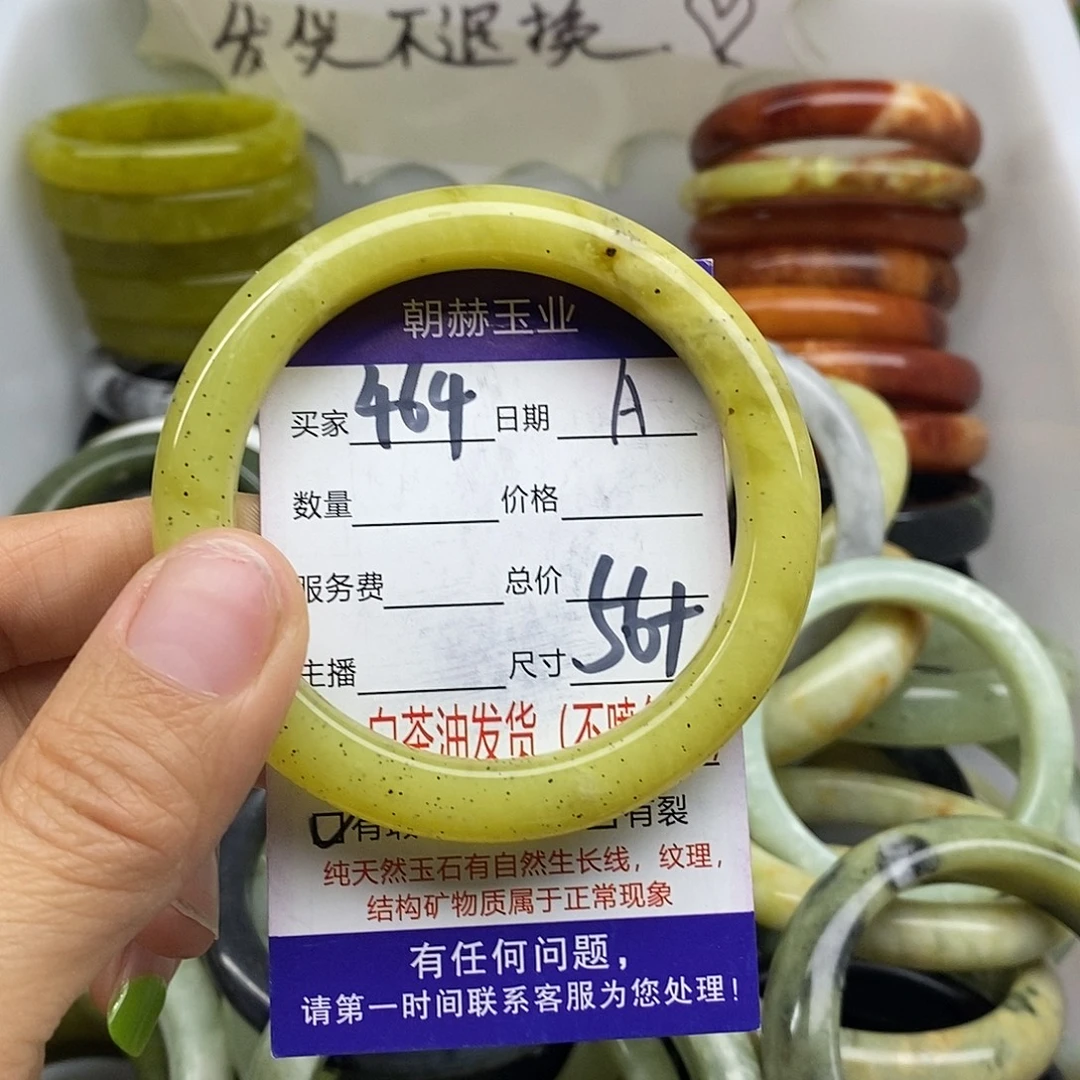 发货不退换 ♡
朝赫玉业
买家 464 日期 A
数量 价格
服务费 总价
主播 尺寸 56+
白茶油发货（不喷
有 有裂
纯天然玉石有自然生长线，纹理，
结构矿物质属于正常现象
有任何问题，
请第一时间联系客服为您处理！